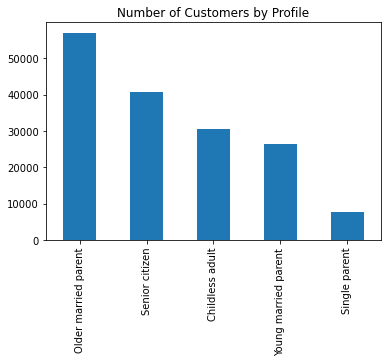 Number of Customers by Profile
50000
40000
30000
20000
10000
0
Older married parent
Senior citizen
Childless adult
Young married parent
Single parent